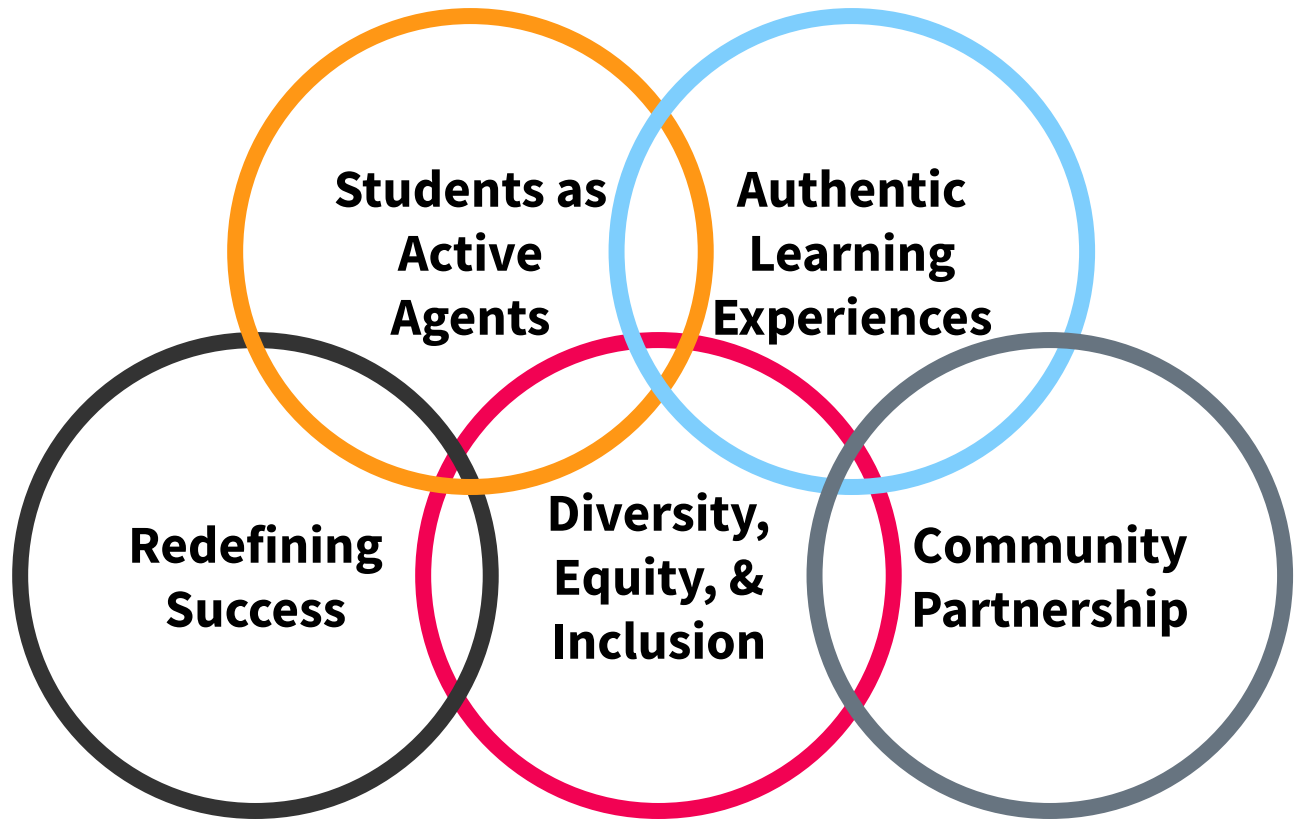 Students as
Active
Agents
Authentic
Learning
Experiences
Redefining
Success
Diversity,
Equity, &
Inclusion
Community
Partnership